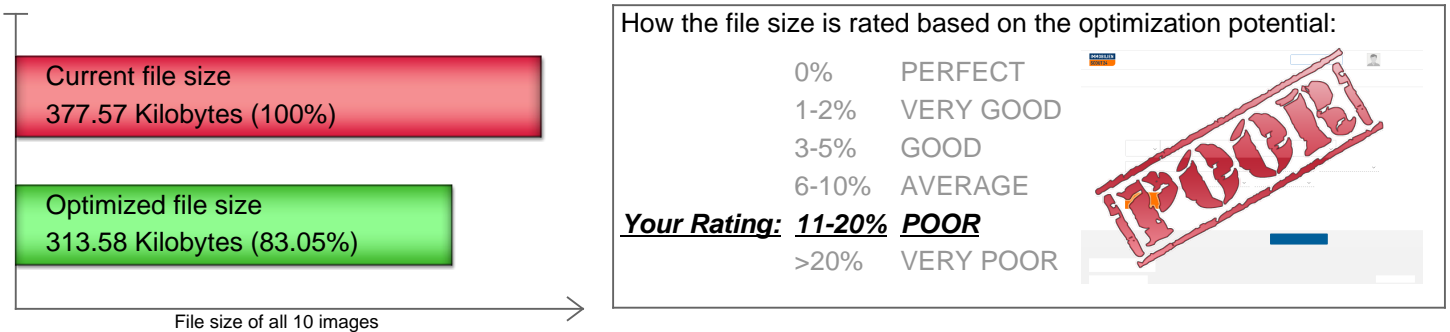 Current file size
377.57 Kilobytes (100%)
Optimized file size
313.58 Kilobytes (83.05%)
File size of all 10 images
How the file size is rated based on the optimization potential:
0% PERFECT
1-2% VERY GOOD
3-5% GOOD
6-10% AVERAGE
Your Rating: 11-20% POOR
>20% VERY POOR
IMMOBILIEN
SCOUT24
POOR!